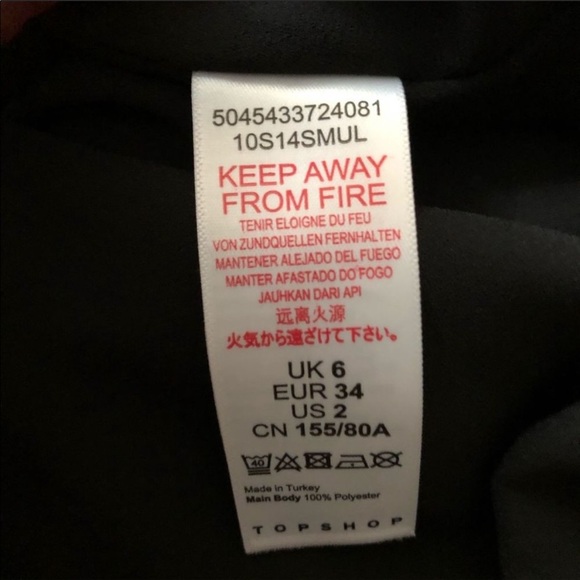 5045433724081
10S14SMUL
KEEP AWAY
FROM FIRE
TENIR ELOIGNE DU FEU
VON ZUNDQUELLEN FERNHALTEN
MANTENER ALEJADO DEL FUEGO
MANTER AFASTADO DO FOGO
JAUHKAN DARI API
远离火源
火気から遠ざけて下さい。
UK 6
EUR 34
US 2
CN 155/80A
40
Made in Turkey
Main Body 100% Polyester
TOPSHOP